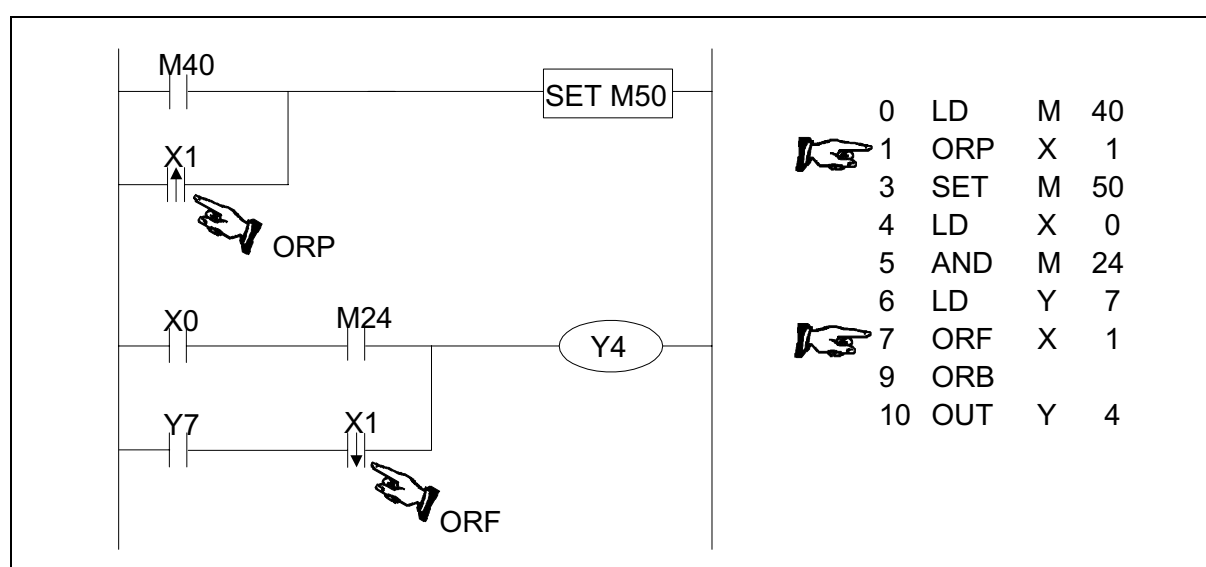 M40
SET M50
X1
ORP
X0 M24
Y4
Y7 X1
ORF
0 LD M 40
1 ORP X 1
3 SET M 50
4 LD X 0
5 AND M 24
6 LD Y 7
7 ORF X 1
9 ORB
10 OUT Y 4